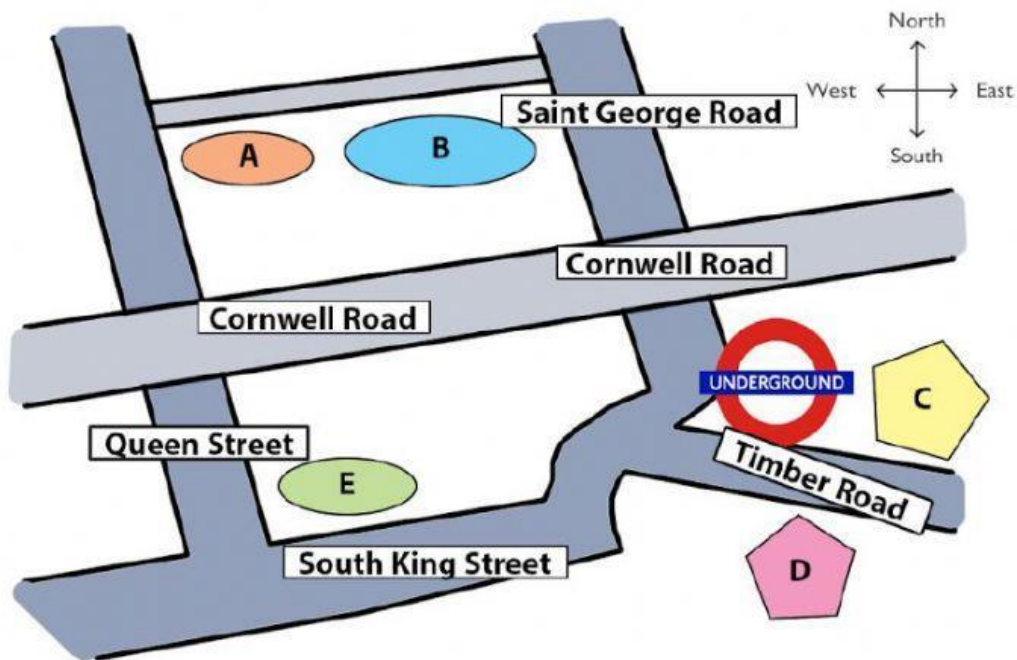 North
West
East
South
Saint George Road
A
B
Cornwell Road
Cornwell Road
UNDERGROUND
C
Queen Street
Timber Road
E
South King Street
D